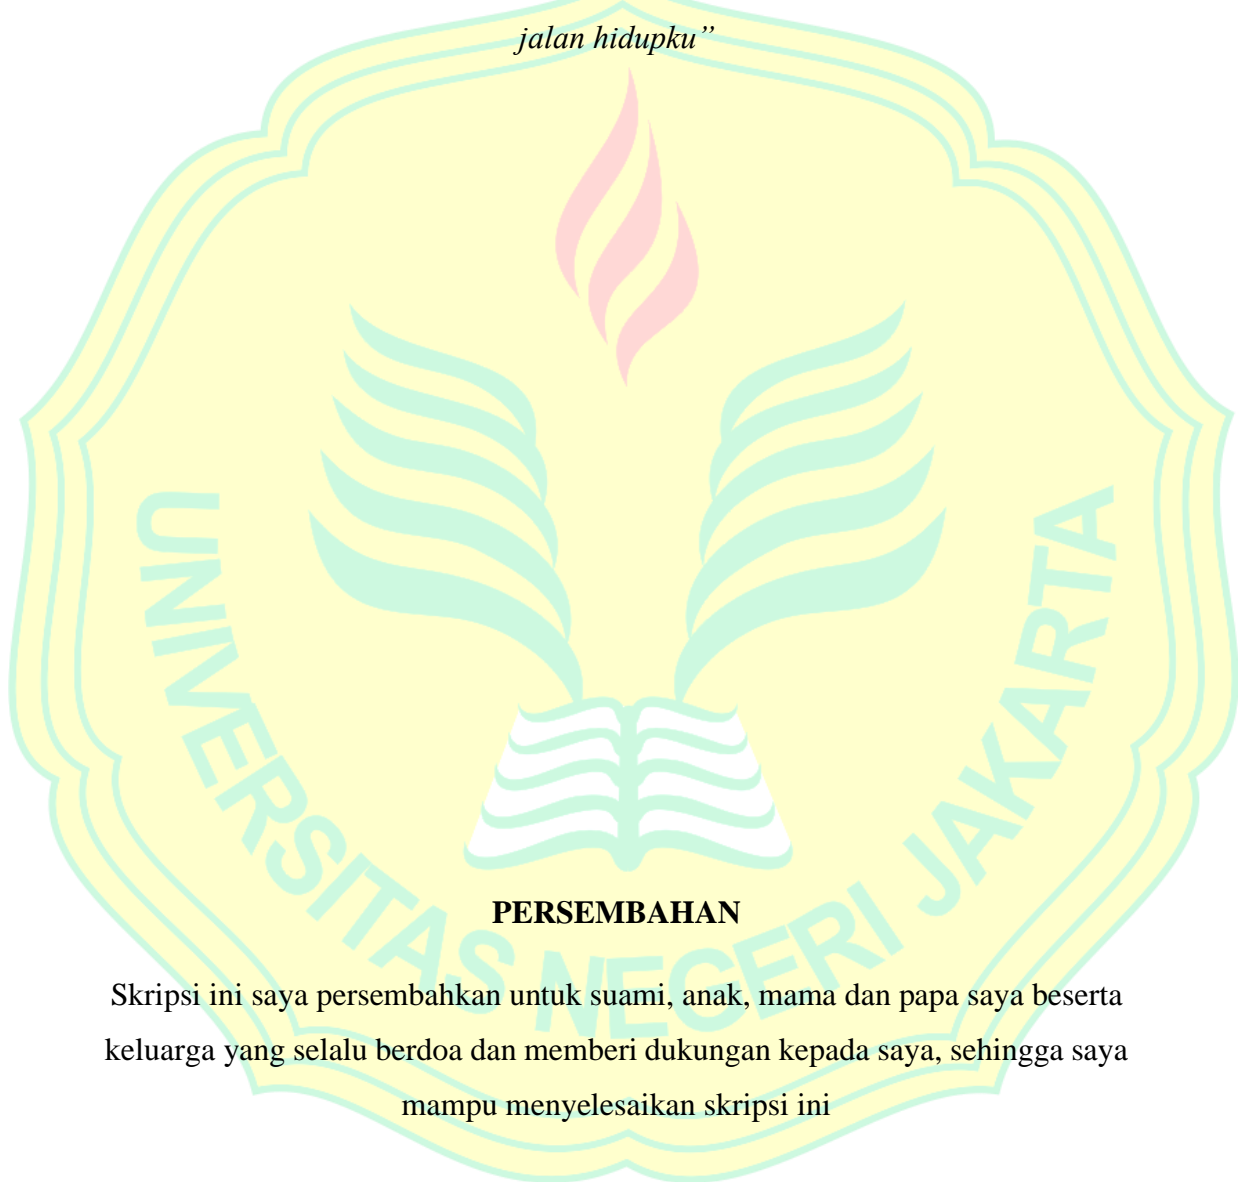 jalan hidupku”
UNIVERSITAS NEGERI JAKARTA
PERSEMBAHAN
Skripsi ini saya persembahkan untuk suami, anak, mama dan papa saya beserta
keluarga yang selalu berdoa dan memberi dukungan kepada saya, sehingga saya
mampu menyelesaikan skripsi ini